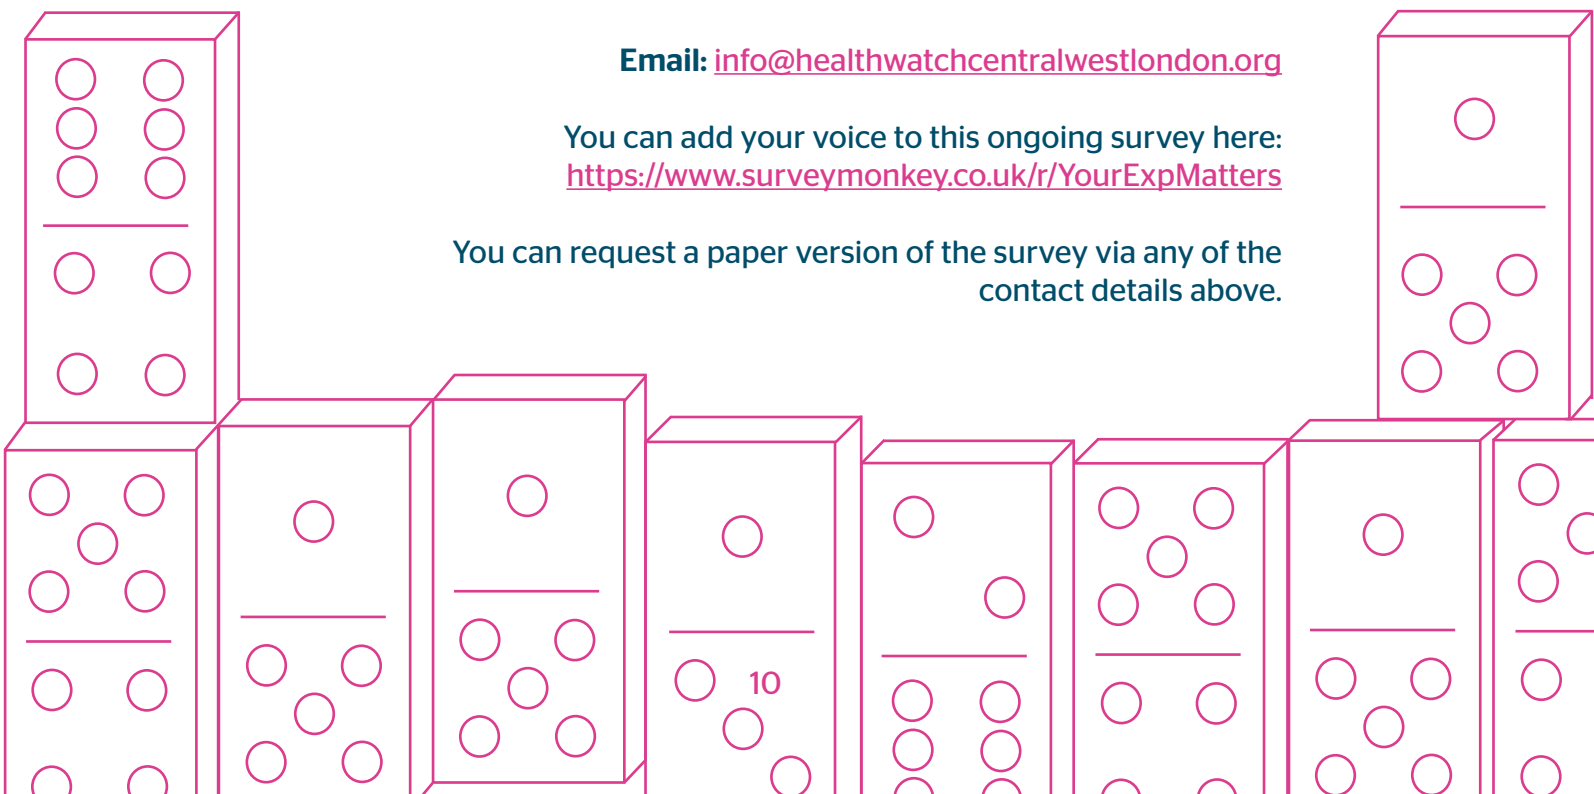 Email: info@healthwatchcentralwestlondon.org
You can add your voice to this ongoing survey here:
https://www.surveymonkey.co.uk/r/YourExpMatters
You can request a paper version of the survey via any of the
contact details above.
10